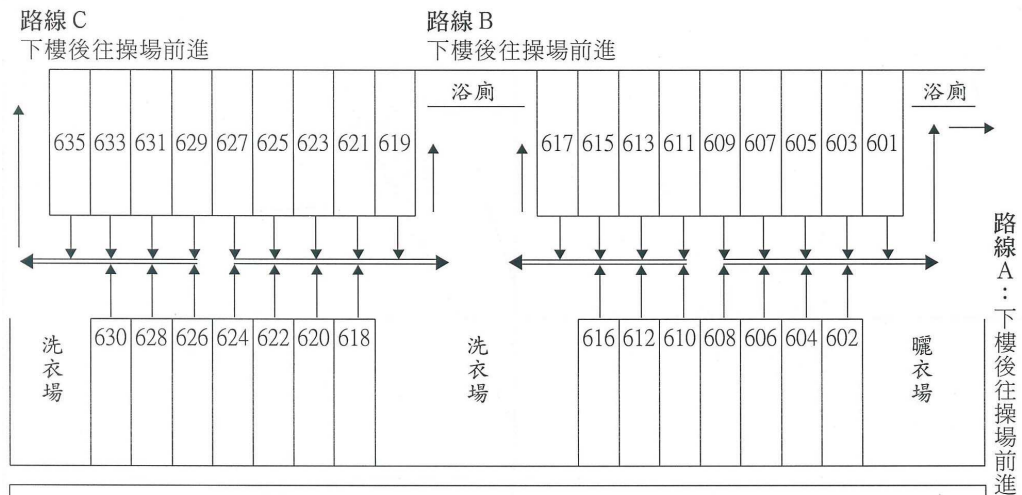 路線C
下樓後往操場前進
路線B
下樓後往操場前進
浴廁
浴廁
635 633 631 629 627 625 623 621 619
617 615 613 611 609 607 605 603 601
路線A：下樓後往操場前進
洗衣場
630 628 626 624 622 620 618
洗衣場
616 612 610 608 606 604 602
曬衣場